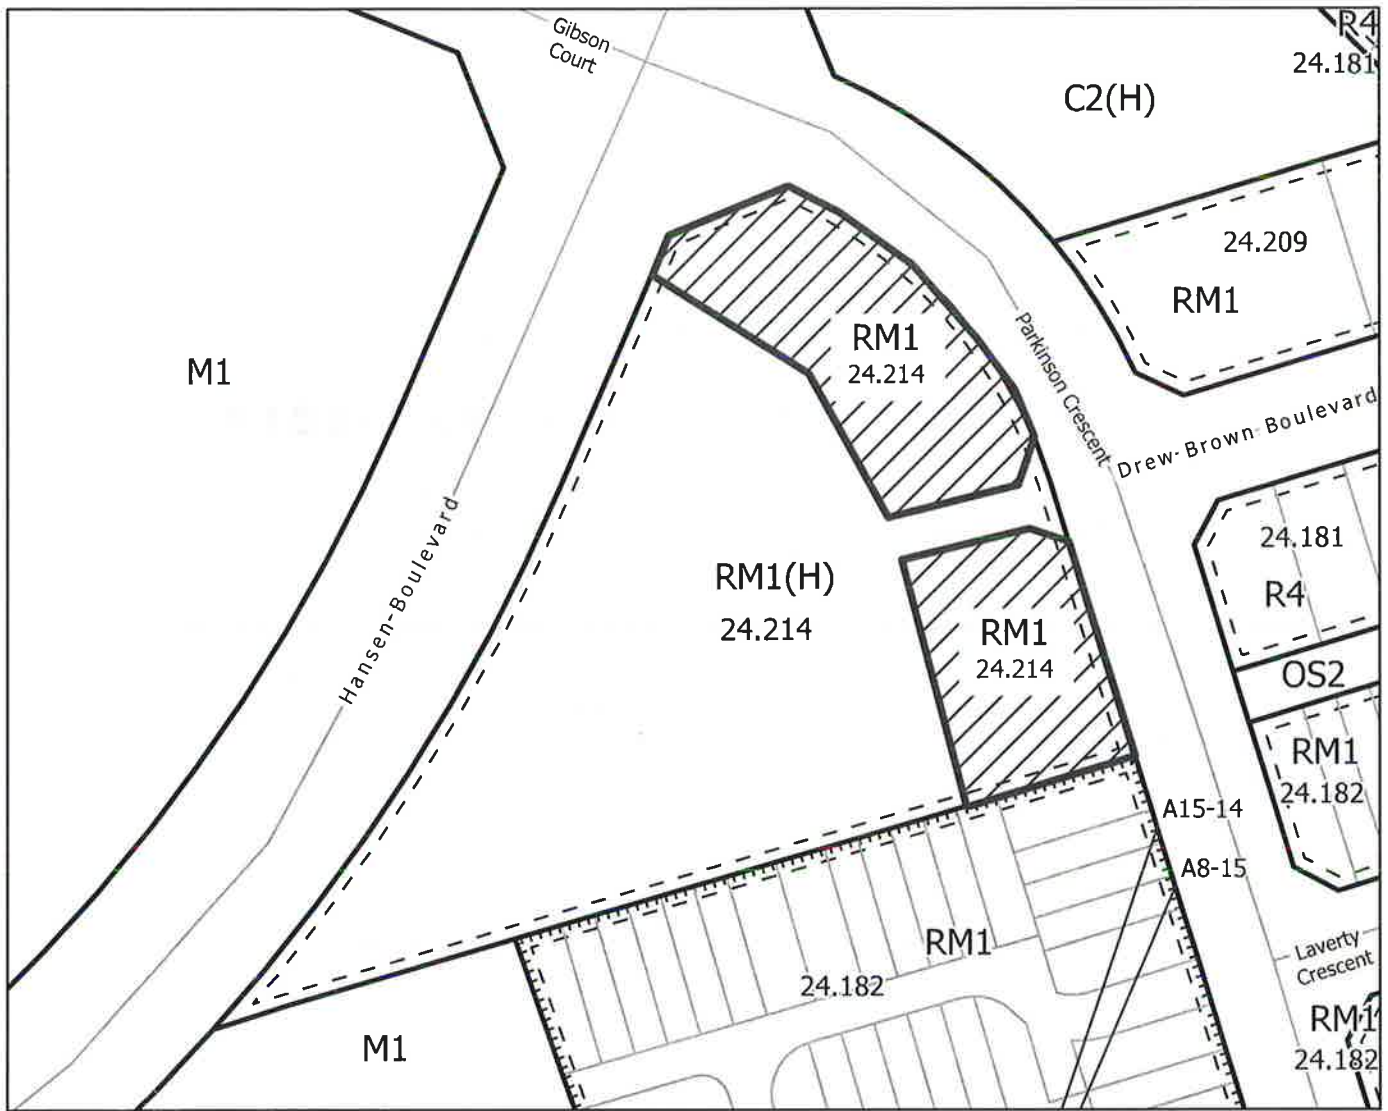 Gibson
Court
R4
24.181
C2(H)
24.209
RM1
M1
RM1
24.214
Parkinson Crescent
Drew-Brown-Boulevard
Hansen-Boulevard
24.181
R4
RM1(H)
24.214
RM1
24.214
OS2
RM1
24.182
A15-14
A8-15
RM1
24.182
Laverty
Crescent
RM1
24.182
M1